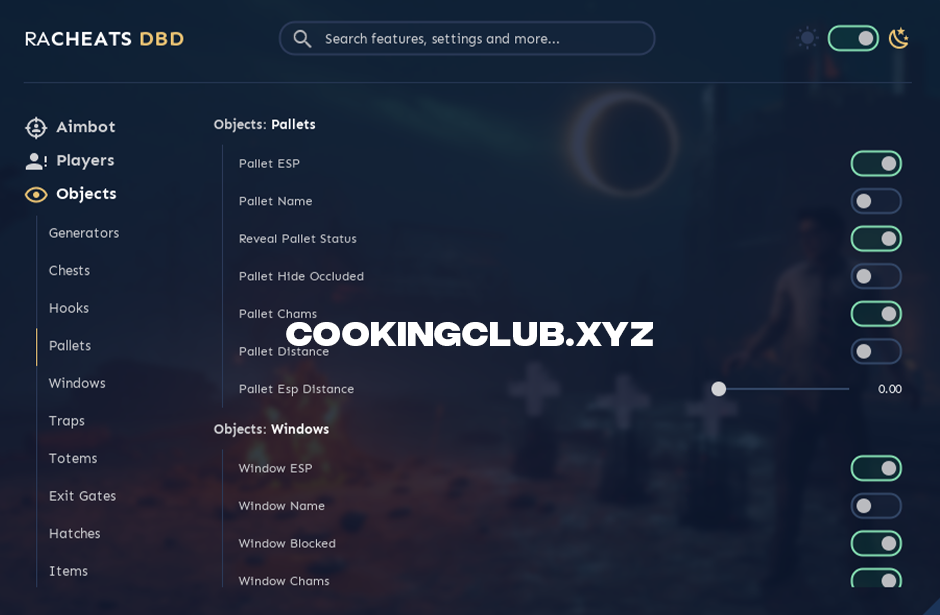 RACHEATS DBD
Search features, settings and more...
Aimbot
Players
Objects
Generators
Chests
Hooks
Pallets
Windows
Traps
Totems
Exit Gates
Hatches
Items
Objects: Pallets
Pallet ESP
Pallet Name
Reveal Pallet Status
Pallet Hide Occluded
Pallet Chams
COOKINGCLUB.XYZ
Pallet Distance
Pallet Esp Distance 0.00
Objects: Windows
Window ESP
Window Name
Window Blocked
Window Chams